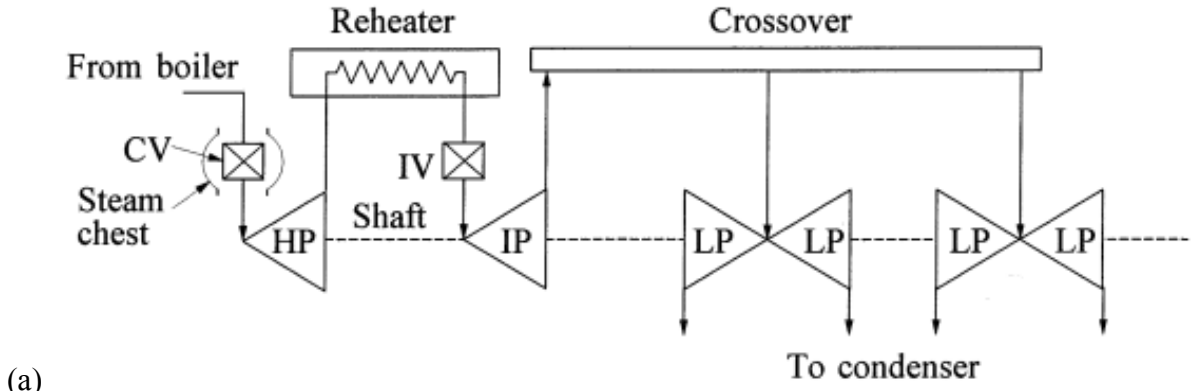 Reheater
Crossover
From boiler
CV
IV
Steam
chest
Shaft
HP
IP
LP
LP
LP
LP
To condenser
(a)